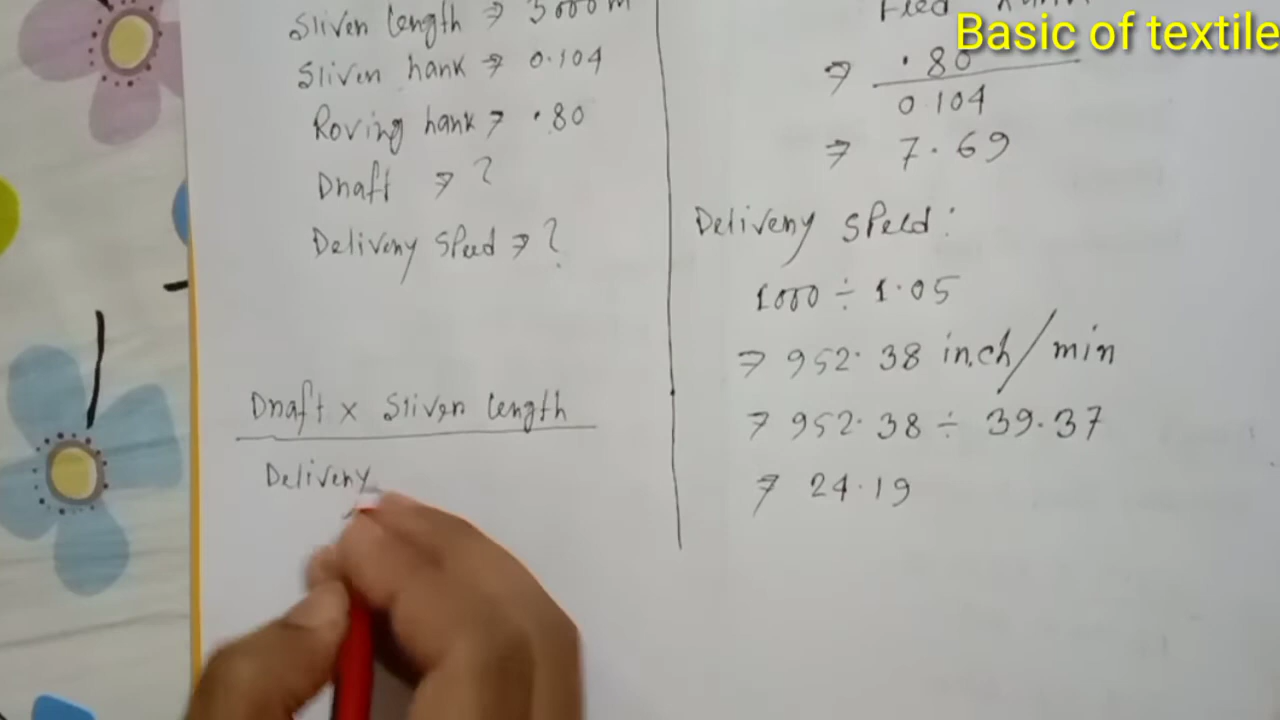 Sliver length ⇒ 3000 m
Sliver hank ⇒ 0.104
Roving hank ⇒ .80
Draft ⇒ ?
Delivery speed ⇒ ?
Draft x Sliver length
Delivery
Feed
Basic of textile
⇒ .80
0.104
⇒ 7.69
Delivery speed:
1000 ÷ 1.05
⇒ 952.38 inch/min
⇒ 952.38 ÷ 39.37
⇒ 24.19